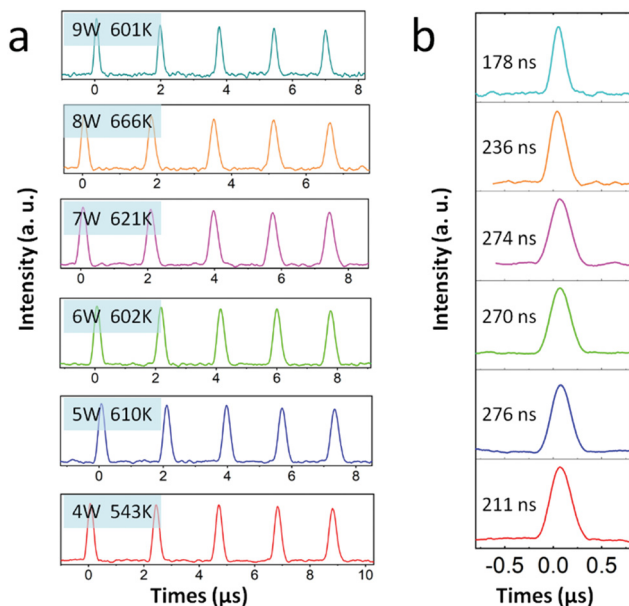 a
b
Intensity (a. u.)
9W 601K
0 2 4 6 8
8W 666K
0 2 4 6
7W 621K
0 2 4 6 8
6W 602K
0 2 4 6 8
5W 610K
0 2 4 6 8
4W 543K
0 2 4 6 8 10
Times (μs)
Intensity (a. u.)
178 ns
236 ns
274 ns
270 ns
276 ns
211 ns
-0.5 0.0 0.5
Times (μs)